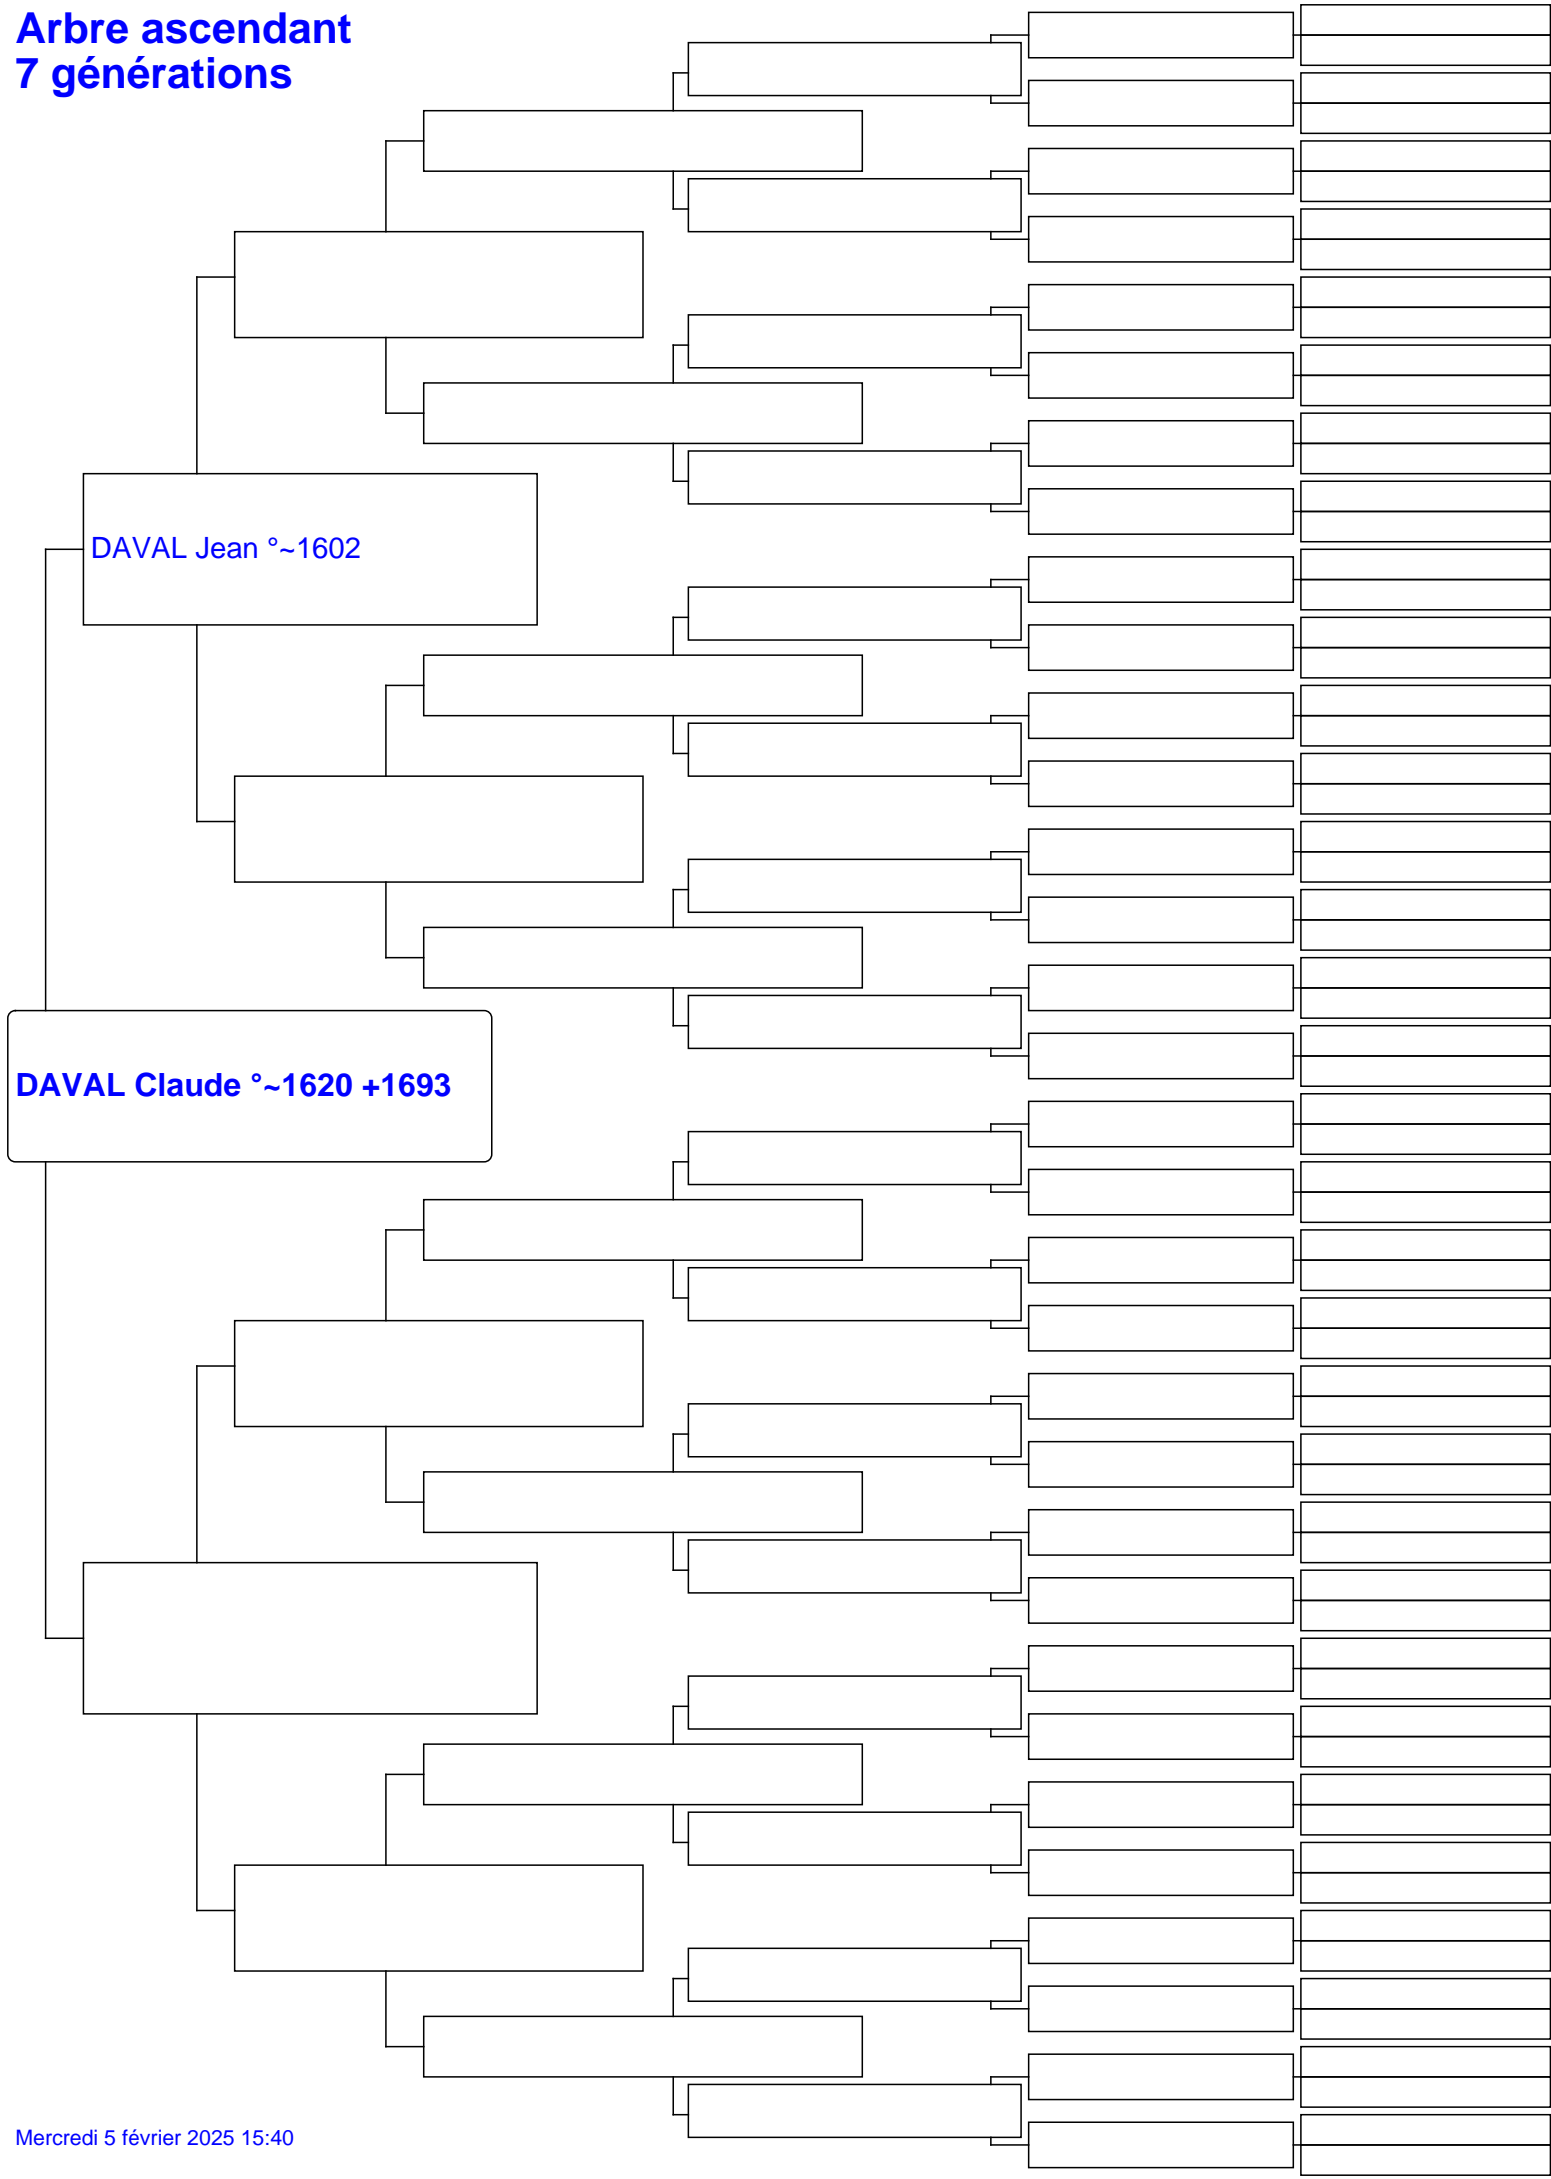 Arbre ascendant
7 générations
DAVAL Jean °~1602
DAVAL Claude °~1620 +1693
Mercredi 5 février 2025 15:40